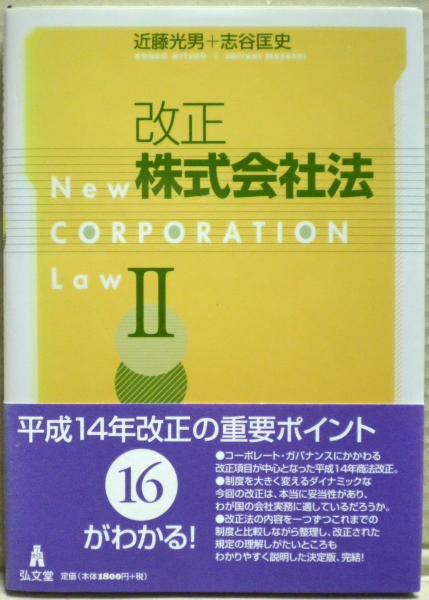 近藤光男+志谷匡史
KONDO MITSUO | SHITANI MASASHI
改正
株式会社法
New
CORPORATION
Law
II
平成14年改正の重要ポイント
16
がわかる!
●コーポレート・ガバナンスにかかわる
改正項目が中心となった平成14年商法改正。
●制度を大きく変えるダイナミックな
今回の改正は、本当に妥当性があり、
わが国の会社実務に適しているだろうか。
●改正法の内容を一つずつこれまでの
制度と比較しながら整理し、改正された
規定の理解しがたいところも
わかりやすく説明した決定版、完結!
弘文堂
定価(本体1800円+税)